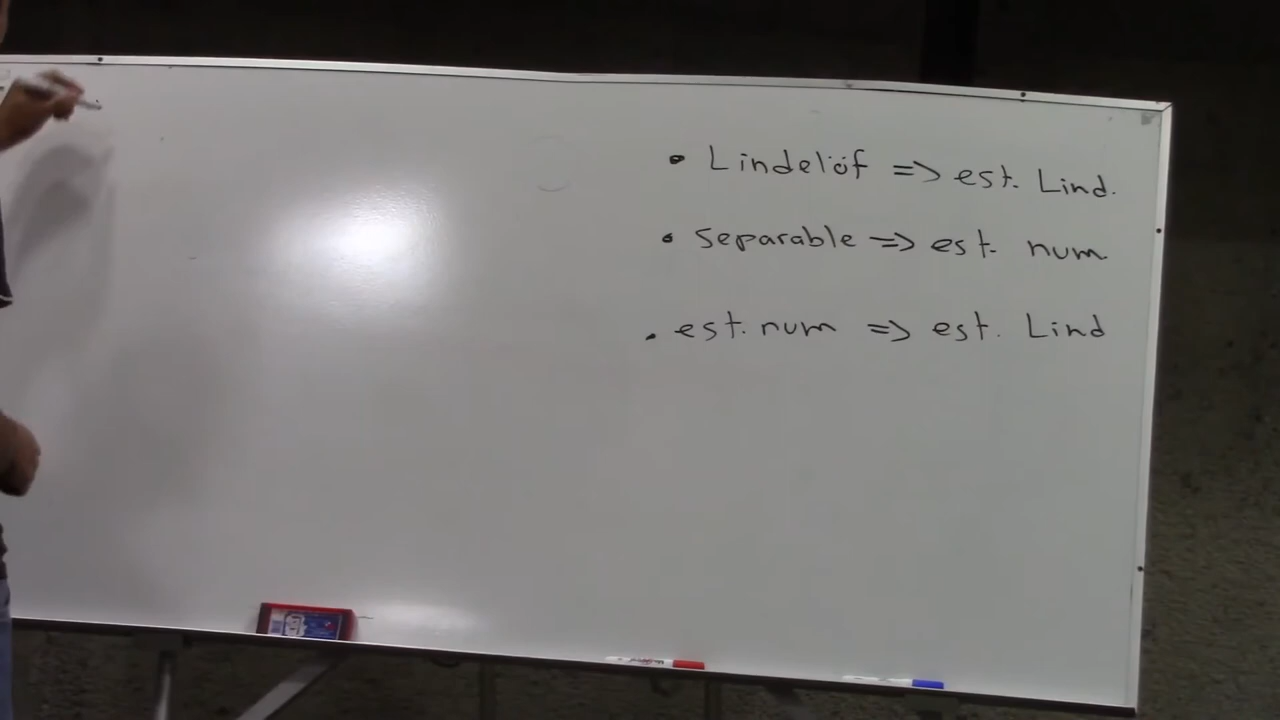 • Lindelöf => est. Lind.
• separable => est. num.
. est. num => est. Lind